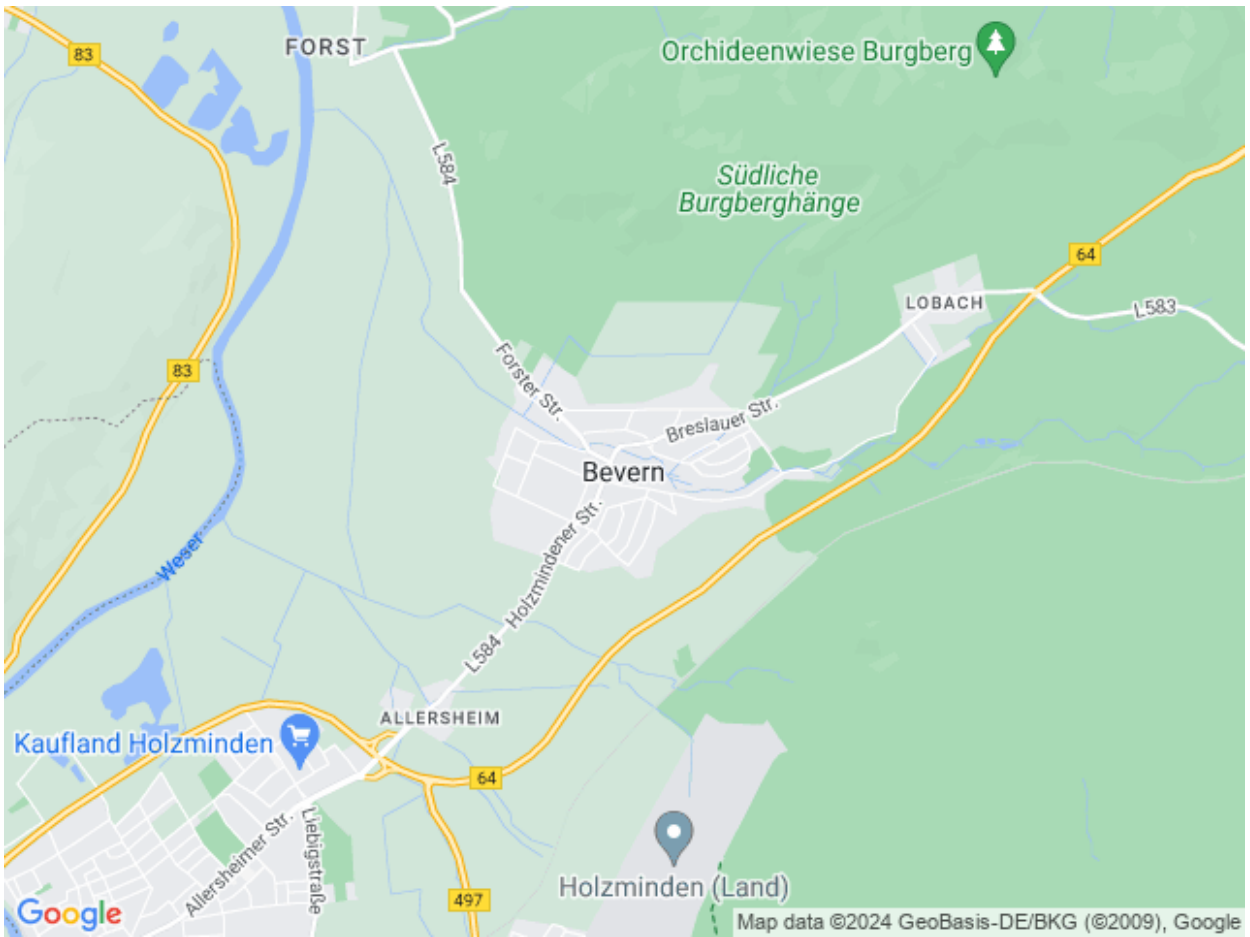 83
FORST
Orchideenwiese Burgberg
L584
Südliche
Burgberghänge
64
LOBACH
L583
83
Forster Str.
Breslauer Str.
Bevern
Weser
Holzmindener Str.
L584
ALLERSHEIM
Kaufland Holzminden
64
Allersheimer Str.
Liebigstraße
Holzminden (Land)
497
Google
Map data ©2024 GeoBasis-DE/BKG (©2009), Google